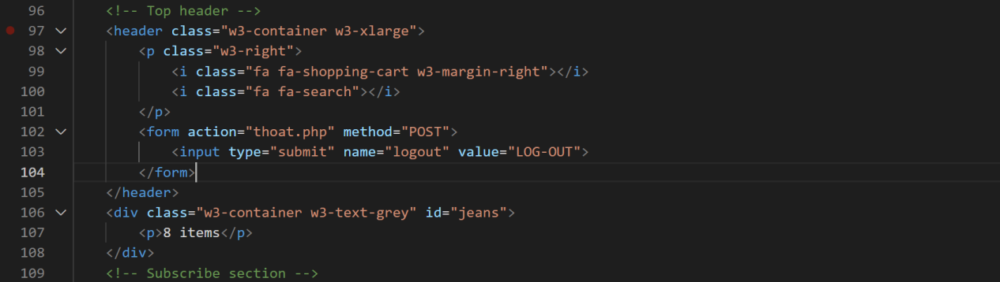 96 <!-- Top header -->
97 <header class="w3-container w3-xlarge">
98 <p class="w3-right">
99 <i class="fa fa-shopping-cart w3-margin-right"></i>
100 <i class="fa fa-search"></i>
101 </p>
102 <form action="thoat.php" method="POST">
103 <input type="submit" name="logout" value="LOG-OUT">
104 </form>
105 </header>
106 <div class="w3-container w3-text-grey" id="jeans">
107 <p>8 items</p>
108 </div>
109 <!-- Subscribe section -->